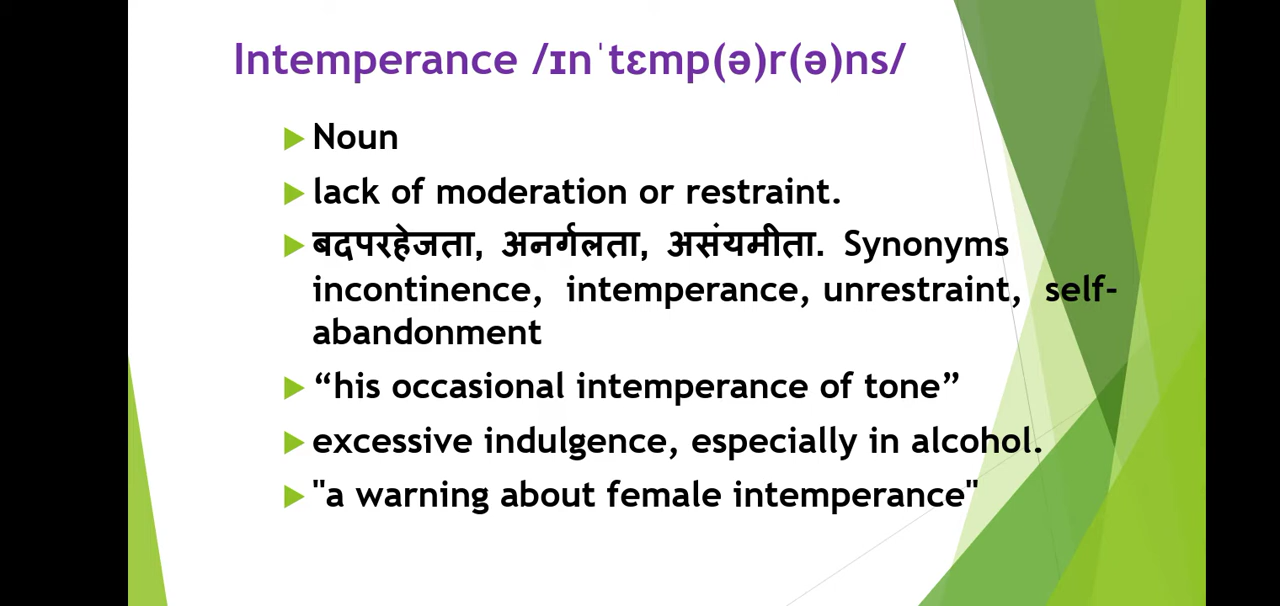 Intemperance /ɪnˈtɛmp(ə)r(ə)ns/
Noun
lack of moderation or restraint.
बदपरहेजता, अनर्गलता, असंयमीता. Synonyms
incontinence, intemperance, unrestraint, self-
abandonment
“his occasional intemperance of tone”
excessive indulgence, especially in alcohol.
"a warning about female intemperance"